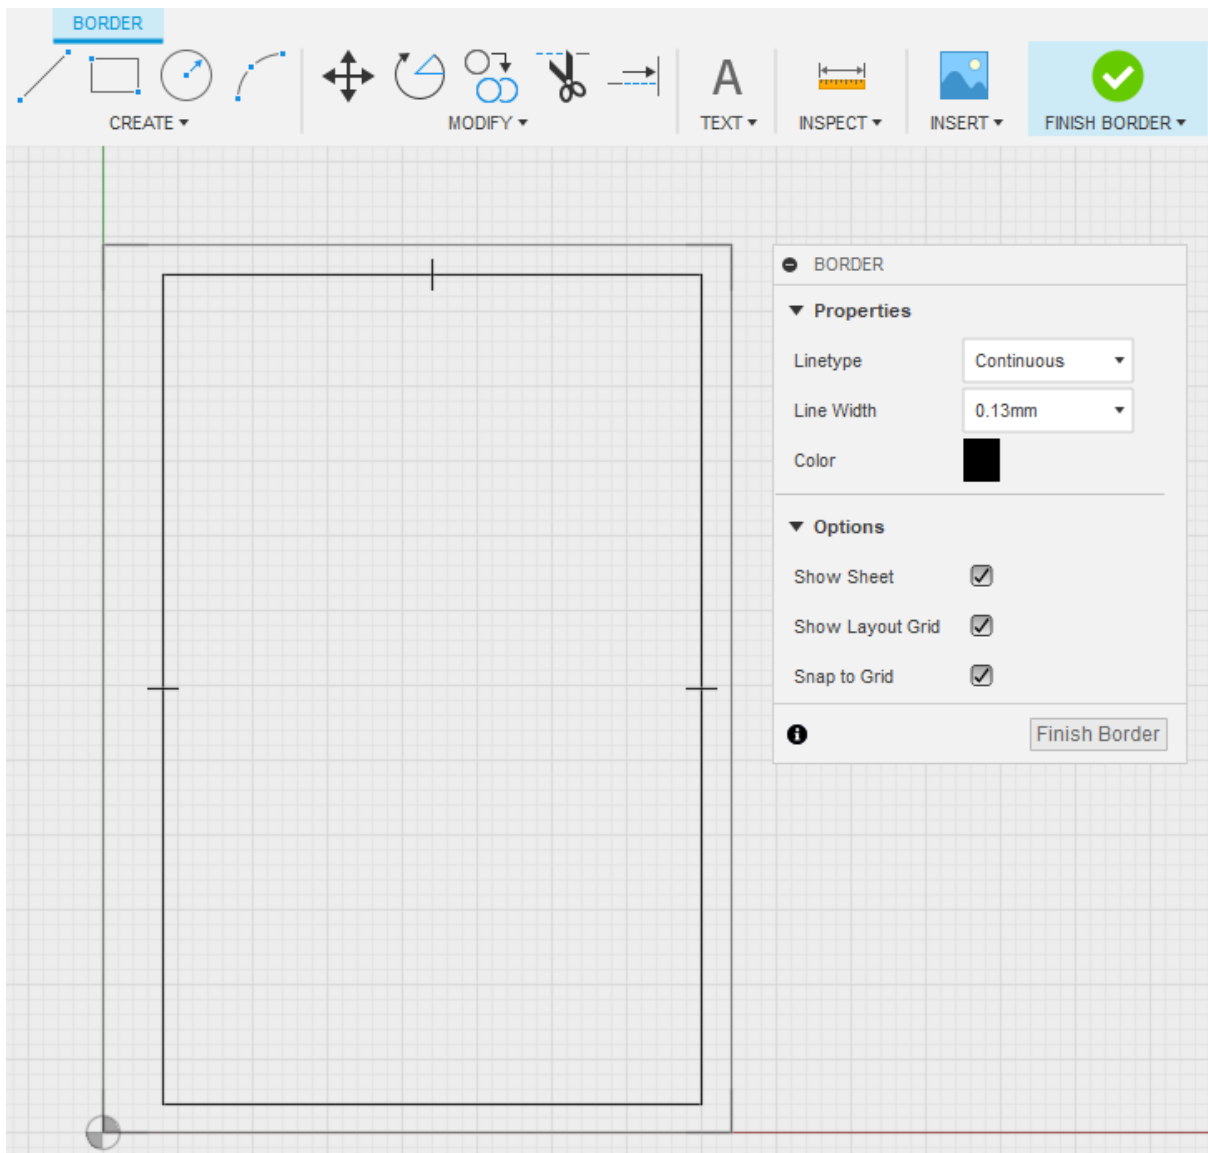 BORDER
CREATE MODIFY TEXT INSPECT INSERT FINISH BORDER
BORDER
Properties
Linetype Continuous
Line Width 0.13mm
Color
Options
Show Sheet
Show Layout Grid
Snap to Grid
Finish Border